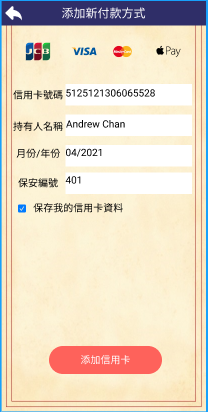 添加新付款方式
JCB VISA MasterCard Pay
信用卡號碼 5125121306065528
持有人名稱 Andrew Chan
月份/年份 04/2021
保安編號 401
保存我的信用卡資料
添加信用卡